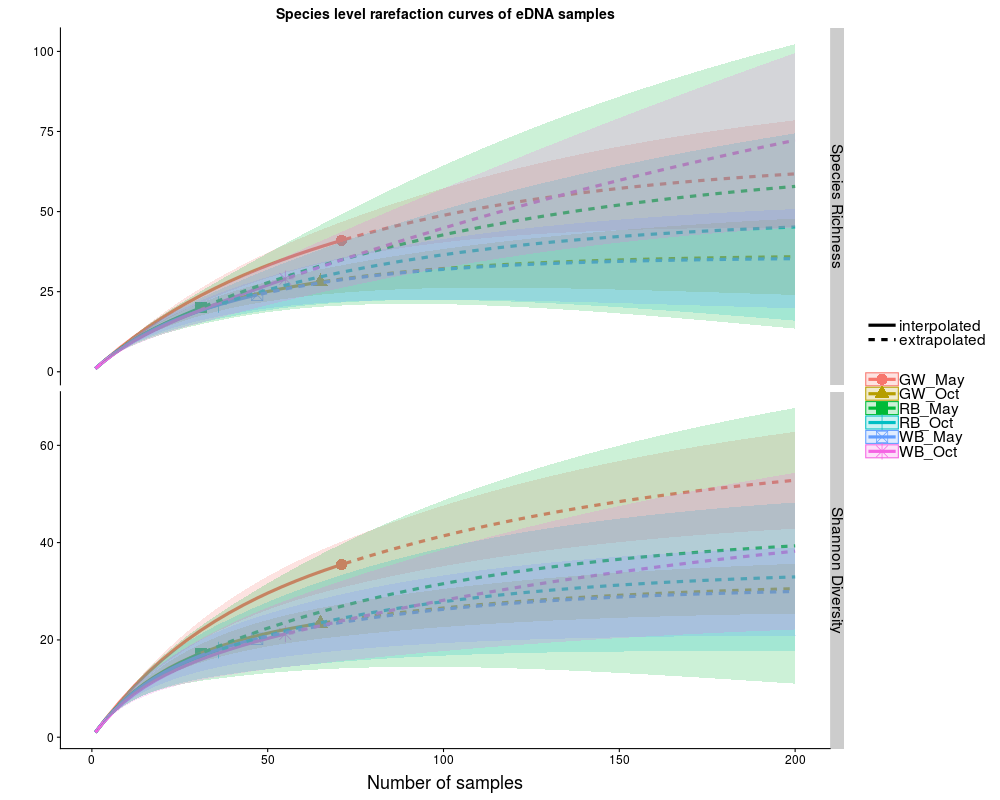 Species level rarefaction curves of eDNA samples
100
75
50
25
0
Species Richness
60
40
20
0
Shannon Diversity
0 50 100 150 200
Number of samples
interpolated
extrapolated
GW_May
GW_Oct
RB_May
RB_Oct
WB_May
WB_Oct